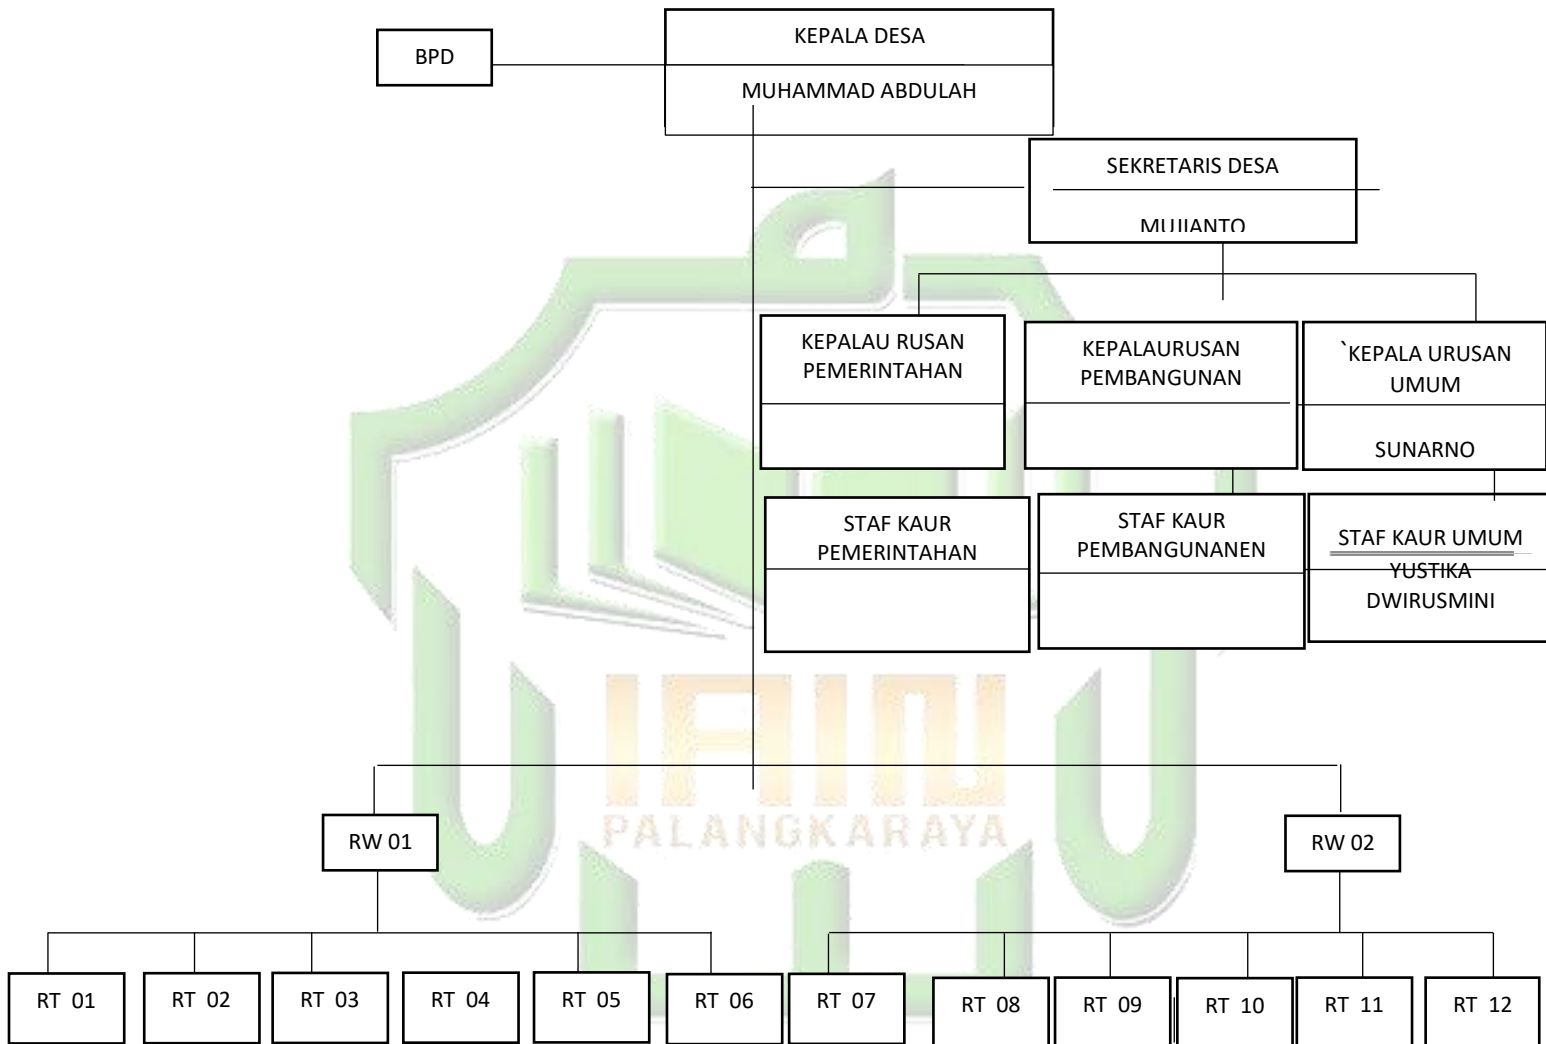 BPD
KEPALA DESA
MUHAMMAD ABDULAH
SEKRETARIS DESA
MUJIANTO
KEPALAU RUSAN
PEMERINTAHAN
KEPALAURUSAN
PEMBANGUNAN
`KEPALA URUSAN
UMUM
SUNARNO
STAF KAUR
PEMERINTAHAN
STAF KAUR
PEMBANGUNANEN
STAF KAUR UMUM
YUSTIKA
DWIRUSMINI
IAIN
PALANGKARAYA
RW 01
RW 02
RT 01
RT 02
RT 03
RT 04
RT 05
RT 06
RT 07
RT 08
RT 09
RT 10
RT 11
RT 12